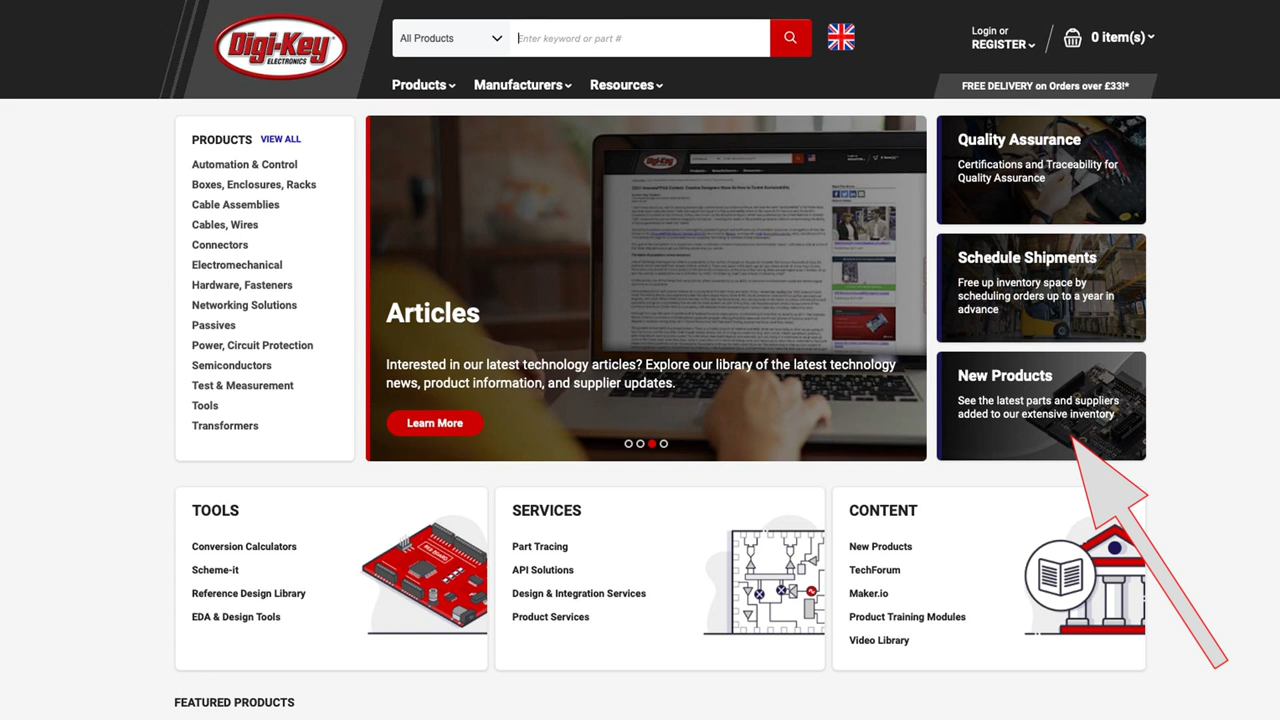 Digi-Key
ELECTRONICS
All Products
Enter keyword or part #
Login or
REGISTER
0 item(s)
Products
Manufacturers
Resources
FREE DELIVERY on Orders over £33!*
PRODUCTS VIEW ALL
Automation & Control
Boxes, Enclosures, Racks
Cable Assemblies
Cables, Wires
Connectors
Electromechanical
Hardware, Fasteners
Networking Solutions
Passives
Power, Circuit Protection
Semiconductors
Test & Measurement
Tools
Transformers
Articles
Interested in our latest technology articles? Explore our library of the latest technology
news, product information, and supplier updates.
Learn More
Quality Assurance
Certifications and Traceability for
Quality Assurance
Schedule Shipments
Free up inventory space by
scheduling orders up to a year in
advance
New Products
See the latest parts and suppliers
added to our extensive inventory
TOOLS
Conversion Calculators
Scheme-it
Reference Design Library
EDA & Design Tools
SERVICES
Part Tracing
API Solutions
Design & Integration Services
Product Services
CONTENT
New Products
TechForum
Maker.io
Product Training Modules
Video Library
FEATURED PRODUCTS